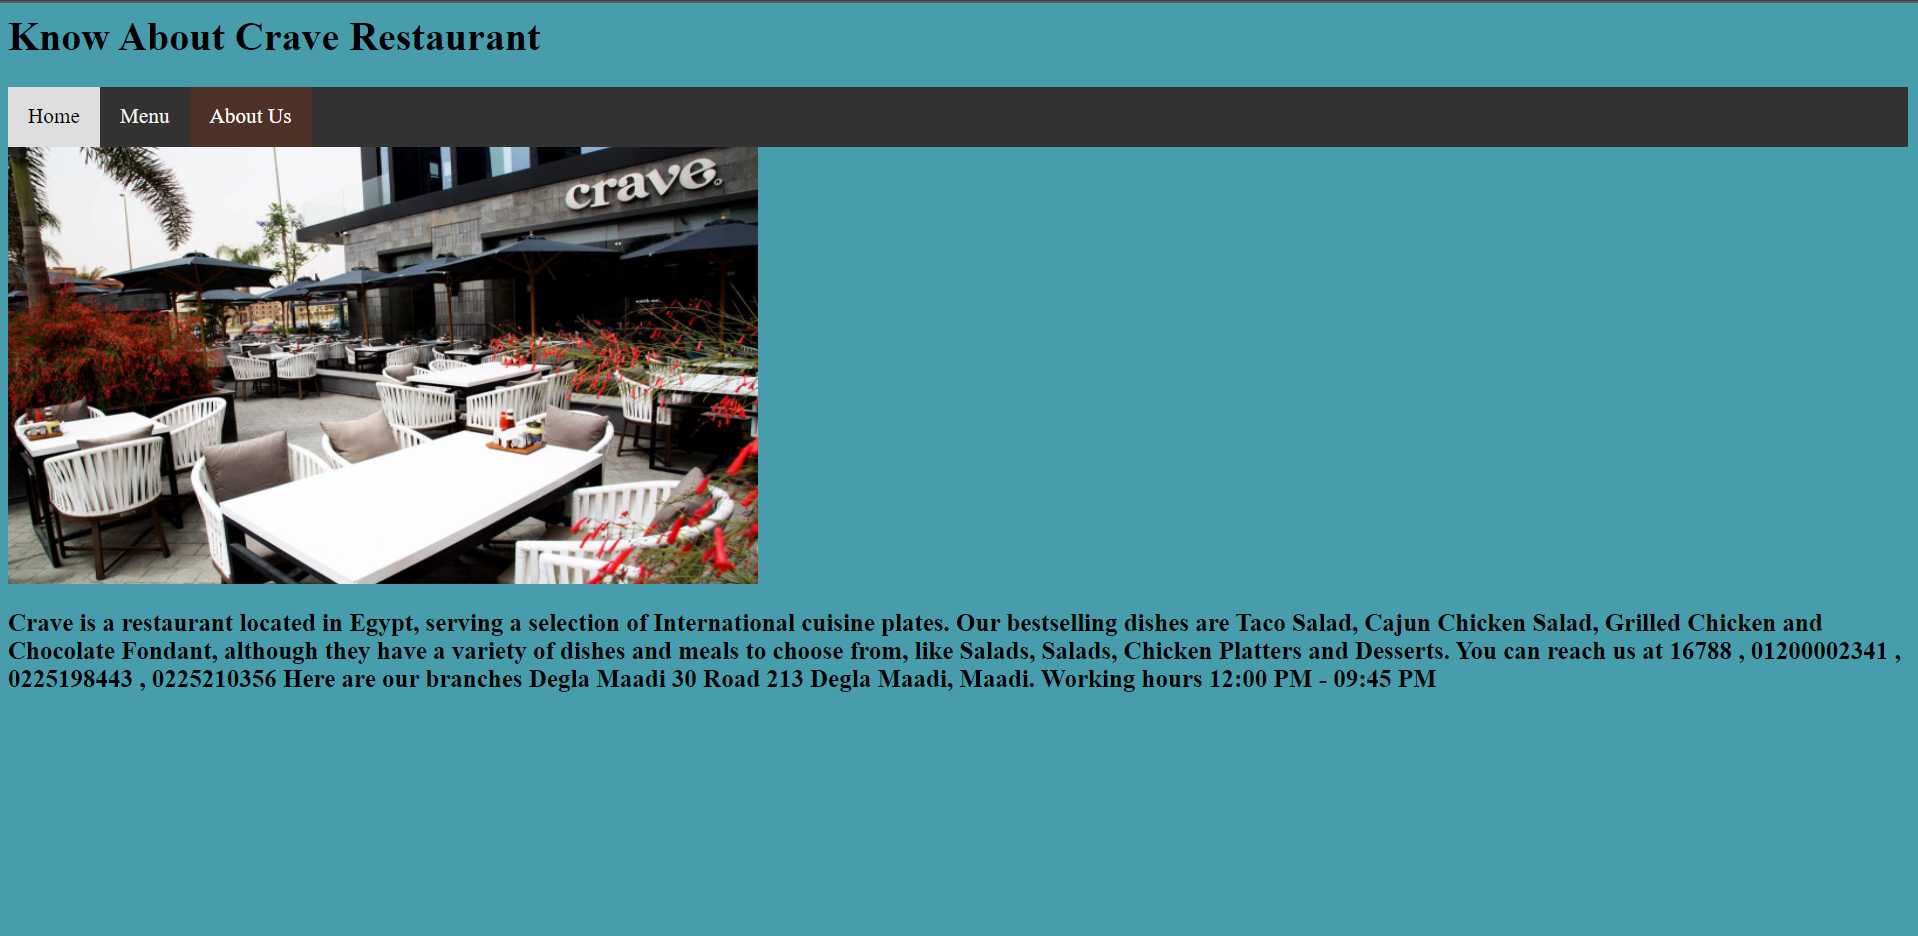 Know About Crave Restaurant
Home Menu About Us
crave.
Crave is a restaurant located in Egypt, serving a selection of International cuisine plates. Our bestselling dishes are Taco Salad, Cajun Chicken Salad, Grilled Chicken and
Chocolate Fondant, although they have a variety of dishes and meals to choose from, like Salads, Salads, Chicken Platters and Desserts. You can reach us at 16788 , 01200002341 ,
0225198443 , 0225210356 Here are our branches Degla Maadi 30 Road 213 Degla Maadi, Maadi. Working hours 12:00 PM - 09:45 PM